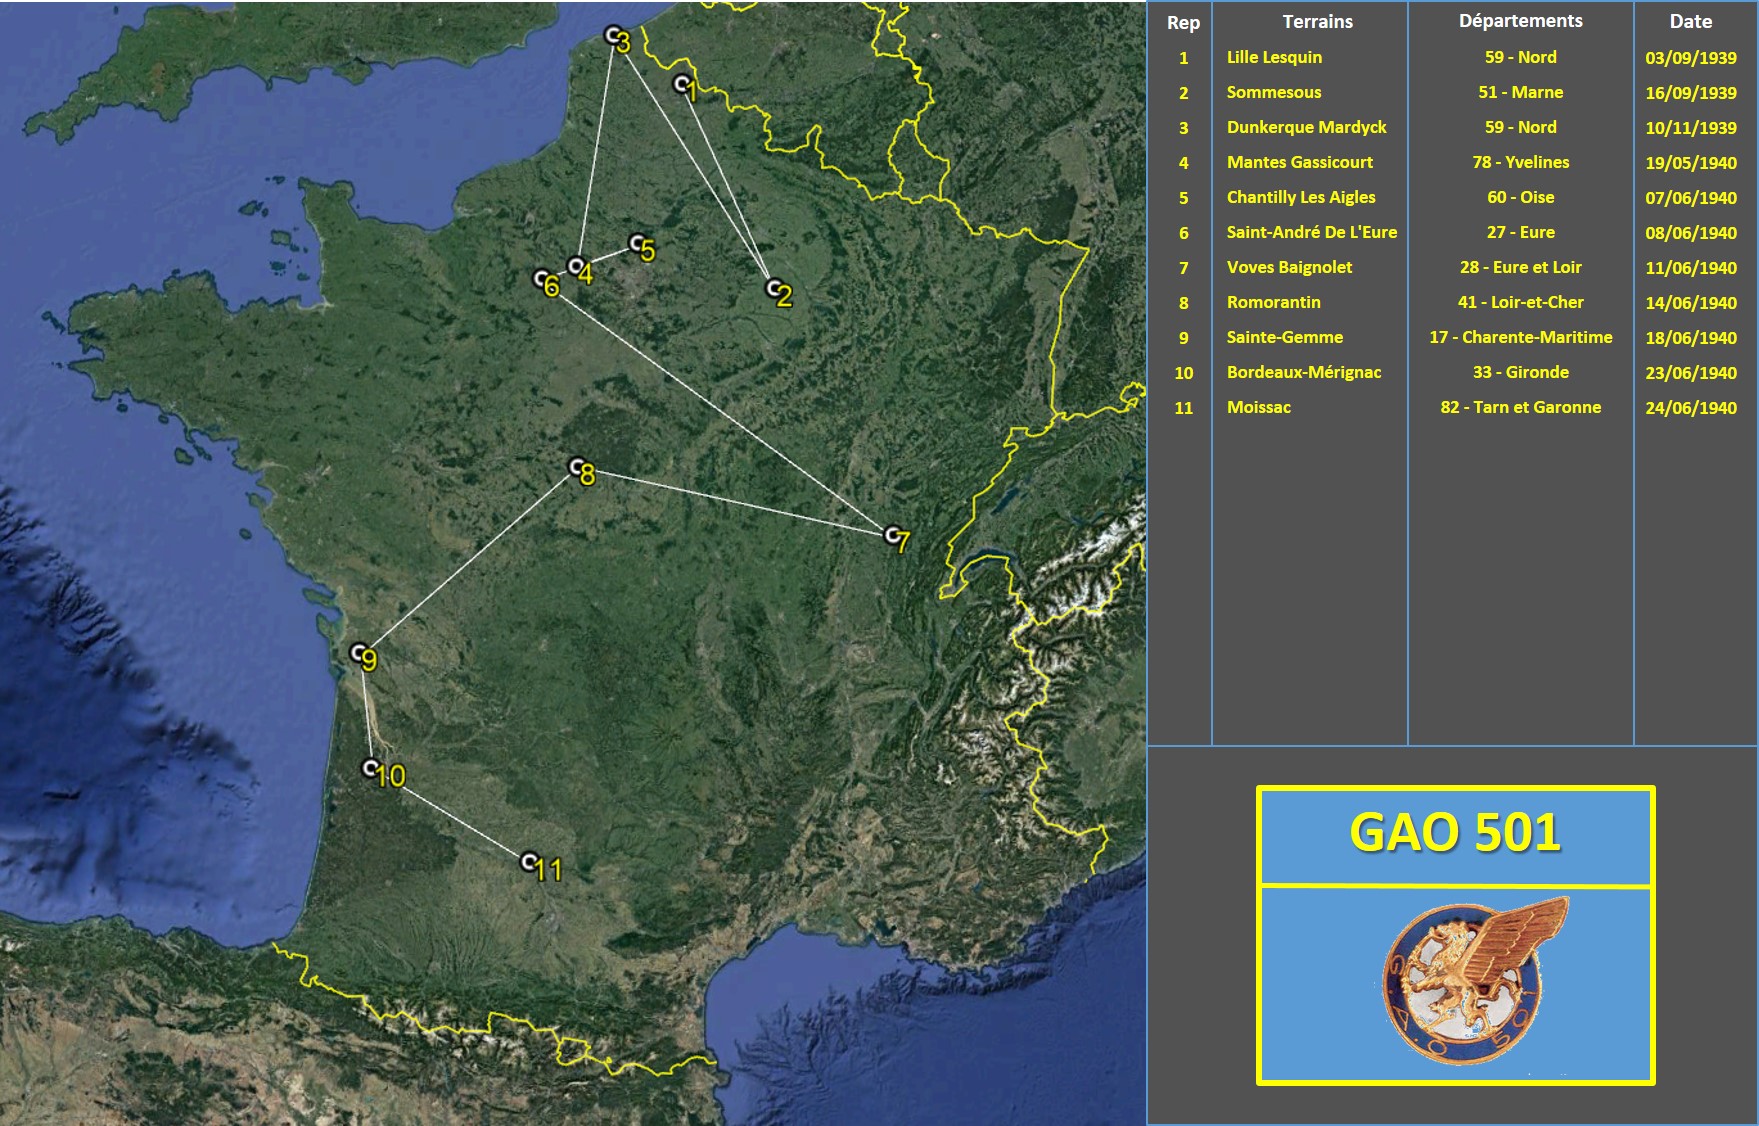 Rep Terrains Départements Date
1 Lille Lesquin 59 - Nord 03/09/1939
2 Sommesous 51 - Marne 16/09/1939
3 Dunkerque Mardyck 59 - Nord 10/11/1939
4 Mantes Gassicourt 78 - Yvelines 19/05/1940
5 Chantilly Les Aigles 60 - Oise 07/06/1940
6 Saint-André De L'Eure 27 - Eure 08/06/1940
7 Voves Baignolet 28 - Eure et Loir 11/06/1940
8 Romorantin 41 - Loir-et-Cher 14/06/1940
9 Sainte-Gemme 17 - Charente-Maritime 18/06/1940
10 Bordeaux-Mérignac 33 - Gironde 23/06/1940
11 Moissac 82 - Tarn et Garonne 24/06/1940
3
1
5
4
6
2
8
7
9
10
11
GAO 501
G.A.O. 501